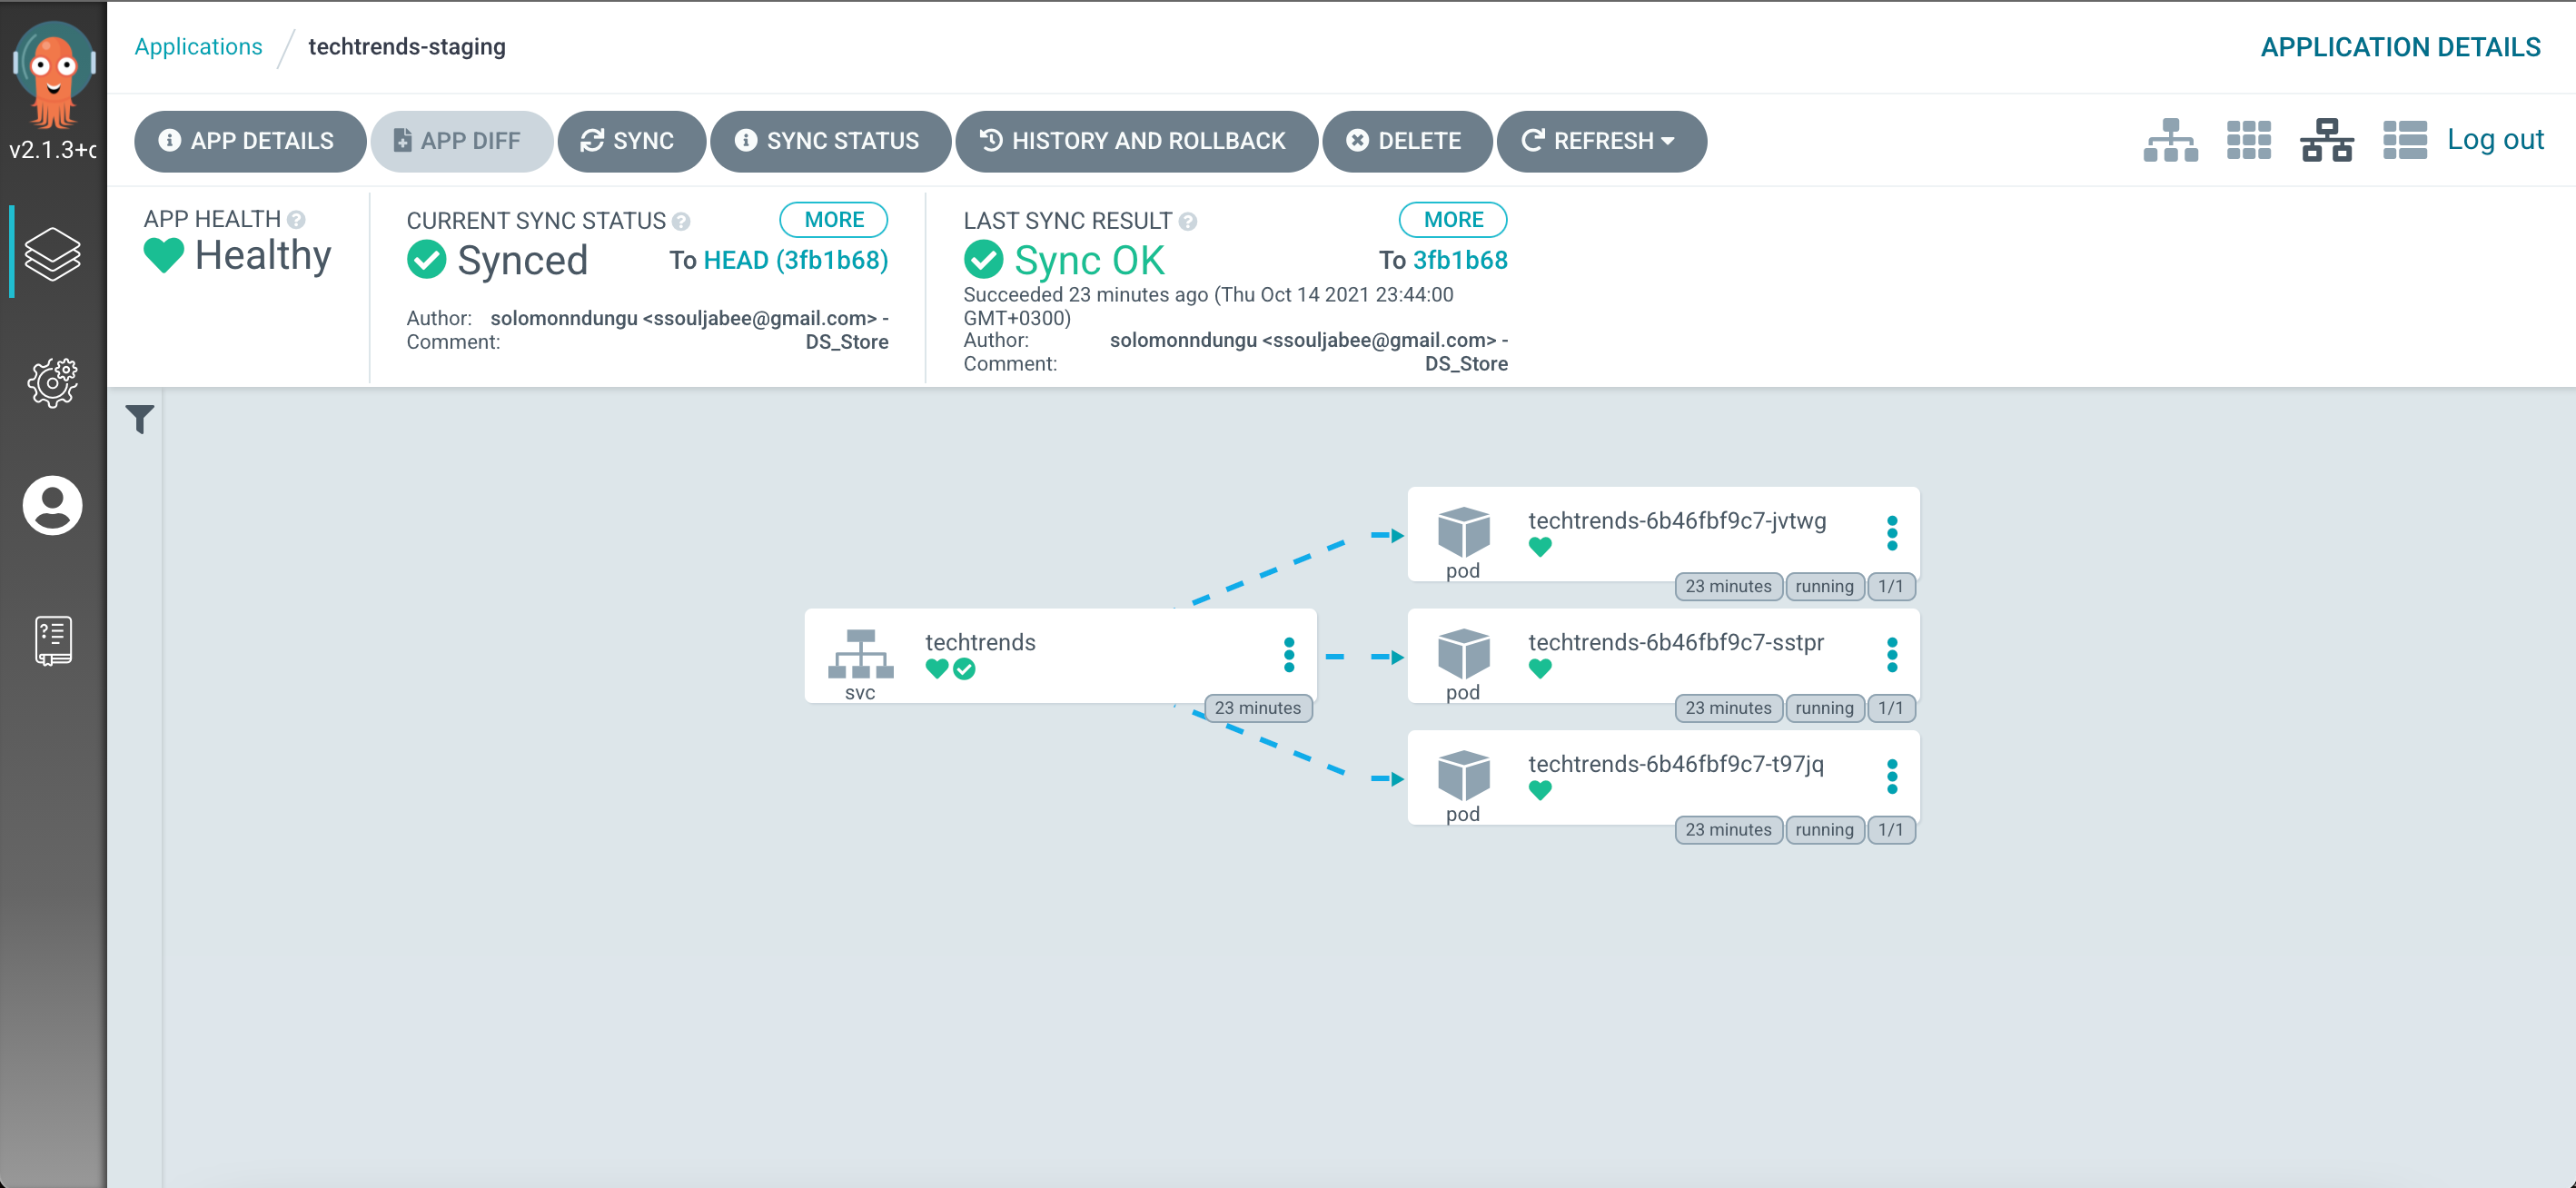 Applications / techtrends-staging
APPLICATION DETAILS
v2.1.3+c
APP DETAILS
APP DIFF
SYNC
SYNC STATUS
HISTORY AND ROLLBACK
DELETE
REFRESH
Log out
APP HEALTH
Healthy
CURRENT SYNC STATUS
MORE
Synced
To HEAD (3fb1b68)
Author: solomonndungu <ssouljabee@gmail.com> -
Comment: DS_Store
LAST SYNC RESULT
MORE
Sync OK
To 3fb1b68
Succeeded 23 minutes ago (Thu Oct 14 2021 23:44:00
GMT+0300)
Author: solomonndungu <ssouljabee@gmail.com> -
Comment: DS_Store
techtrends
svc
23 minutes
techtrends-6b46fbf9c7-jvtwg
pod
23 minutes running 1/1
techtrends-6b46fbf9c7-sstpr
pod
23 minutes running 1/1
techtrends-6b46fbf9c7-t97jq
pod
23 minutes running 1/1